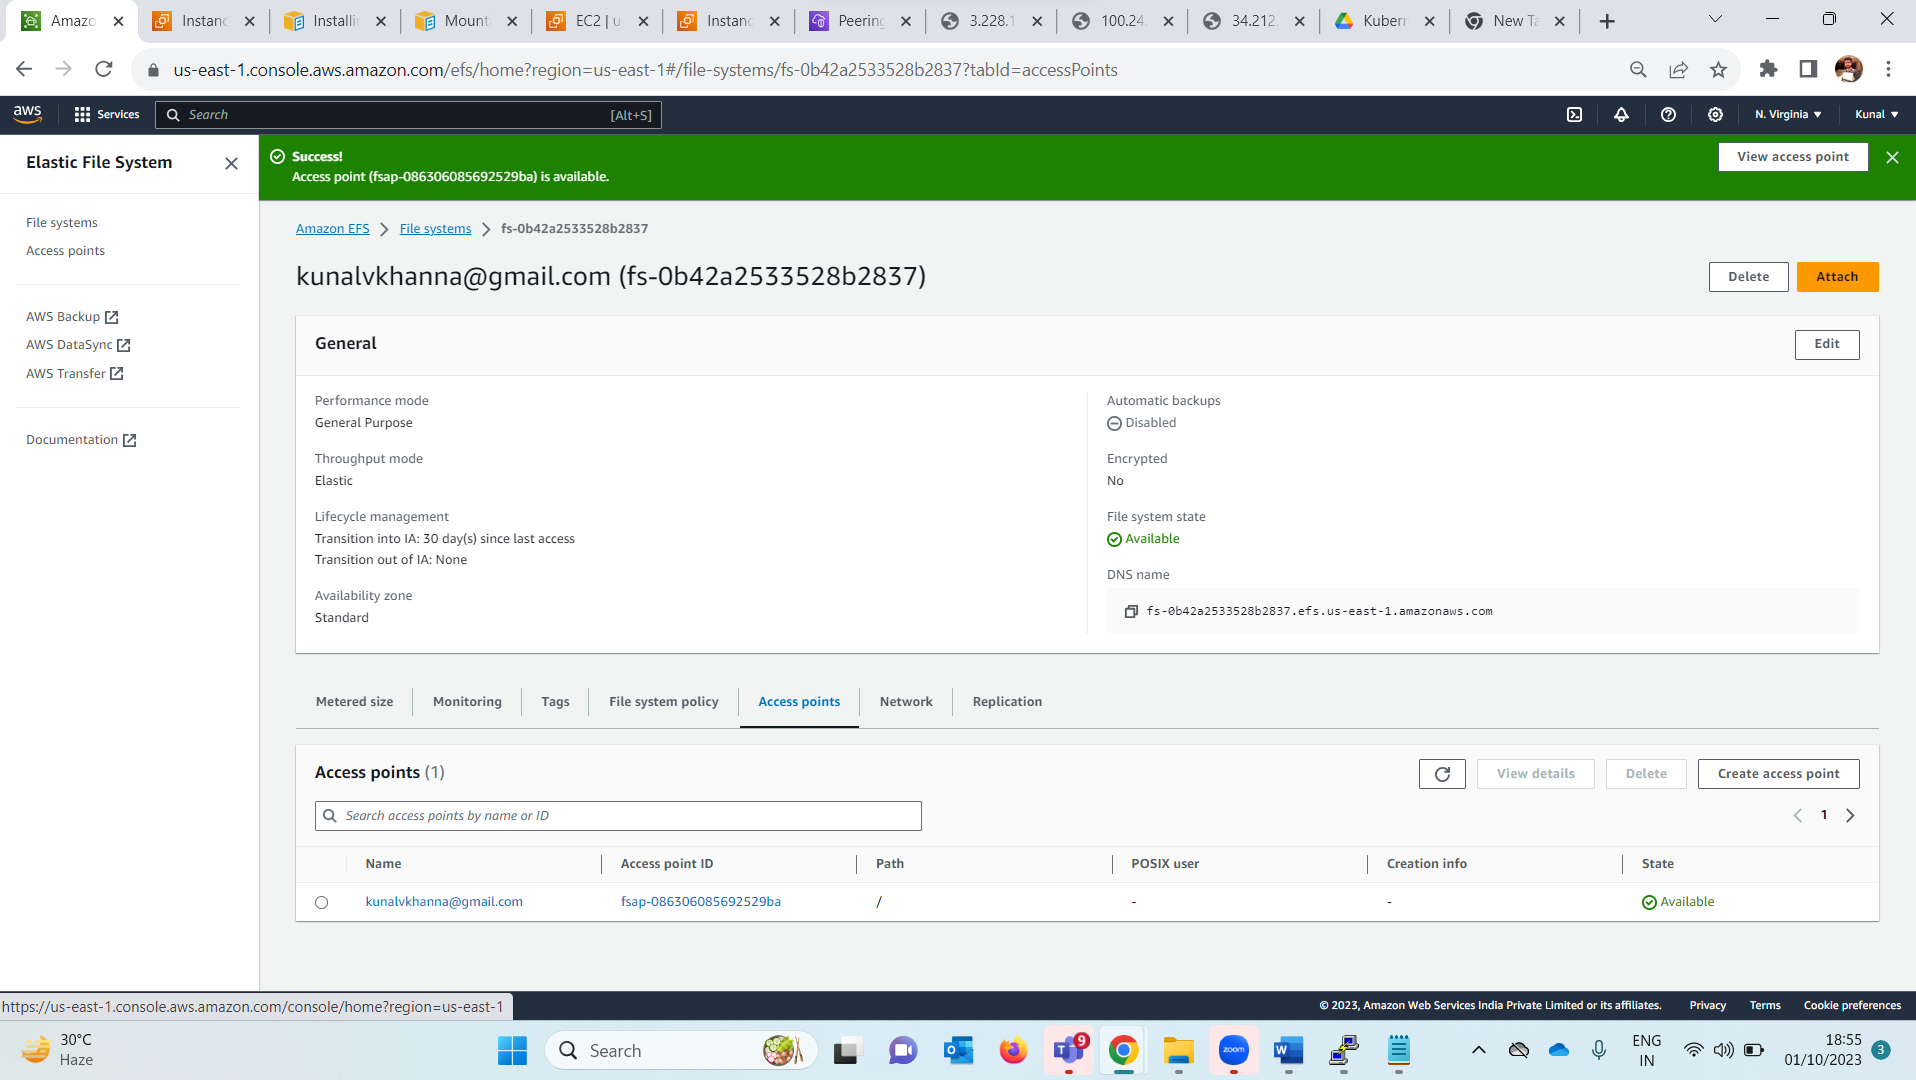 Amazo
Instanc
Installin
Mount
EC2 | u
Instanc
Peering
3.228.1
100.24
34.212.
Kubern
New Ta
us-east-1.console.aws.amazon.com/efs/home?region=us-east-1#/file-systems/fs-0b42a2533528b2837?tabId=accessPoints
aws
Services
Search
[Alt+S]
N. Virginia
Kunal
Elastic File System
File systems
Access points
AWS Backup
AWS DataSync
AWS Transfer
Documentation
Success!
Access point (fsap-086306085692529ba) is available.
View access point
Amazon EFS
File systems
fs-0b42a2533528b2837
kunalvkhanna@gmail.com (fs-0b42a2533528b2837)
Delete
Attach
General
Edit
Performance mode
General Purpose
Throughput mode
Elastic
Lifecycle management
Transition into IA: 30 day(s) since last access
Transition out of IA: None
Availability zone
Standard
Automatic backups
Disabled
Encrypted
No
File system state
Available
DNS name
fs-0b42a2533528b2837.efs.us-east-1.amazonaws.com
Metered size
Monitoring
Tags
File system policy
Access points
Network
Replication
Access points (1)
View details
Delete
Create access point
Search access points by name or ID
1
Name
Access point ID
Path
POSIX user
Creation info
State
kunalvkhanna@gmail.com
fsap-086306085692529ba
/
-
-
Available
https://us-east-1.console.aws.amazon.com/console/home?region=us-east-1
© 2023, Amazon Web Services India Private Limited or its affiliates.
Privacy
Terms
Cookie preferences
30°C
Haze
Search
9
zoom
ENG
IN
18:55
01/10/2023
3